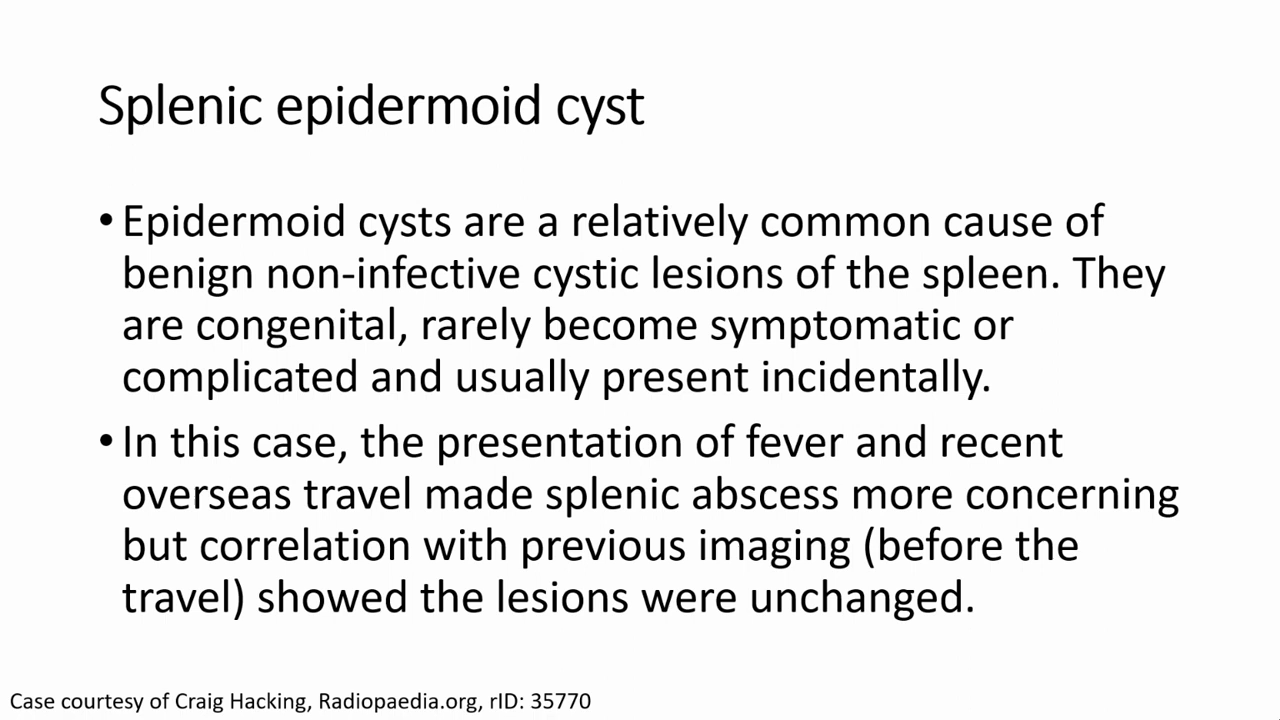 Splenic epidermoid cyst
• Epidermoid cysts are a relatively common cause of
benign non-infective cystic lesions of the spleen. They
are congenital, rarely become symptomatic or
complicated and usually present incidentally.
• In this case, the presentation of fever and recent
overseas travel made splenic abscess more concerning
but correlation with previous imaging (before the
travel) showed the lesions were unchanged.
Case courtesy of Craig Hacking, Radiopaedia.org, rID: 35770